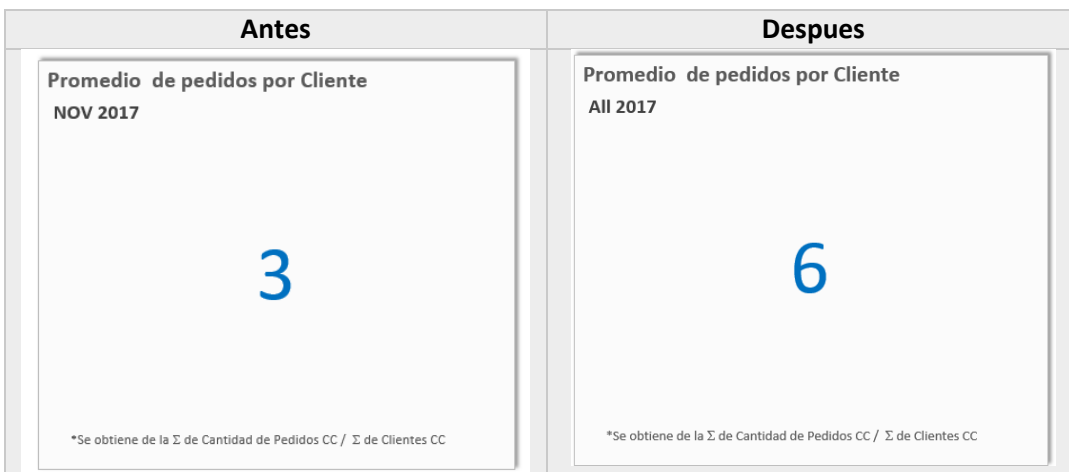 Antes
Despues
Promedio de pedidos por Cliente
NOV 2017
3
*Se obtiene de la Σ de Cantidad de Pedidos CC / Σ de Clientes CC
Promedio de pedidos por Cliente
All 2017
6
*Se obtiene de la Σ de Cantidad de Pedidos CC / Σ de Clientes CC